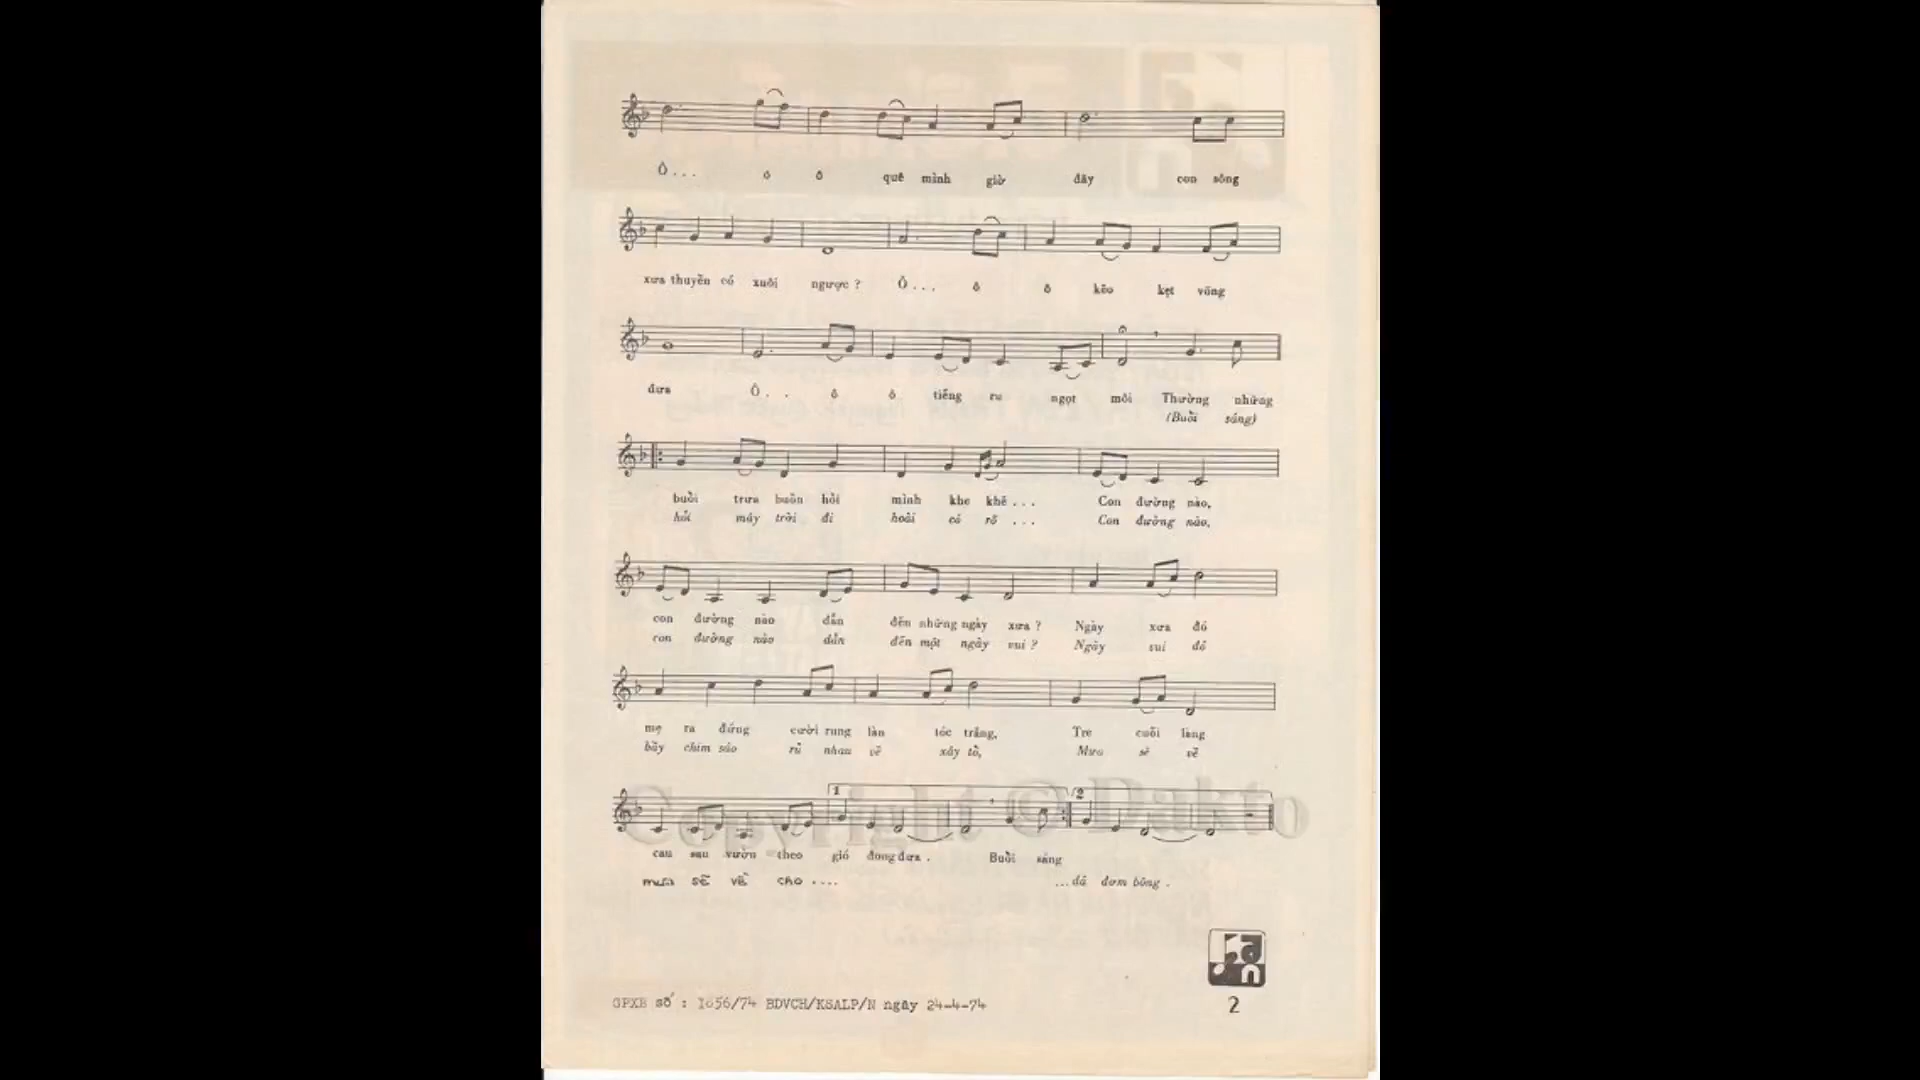 Ô... ô ô quê mình giờ đây con sông
xưa thuyền có xuôi ngược ? Ô... ô ô kẽo kẹt võng
đưa Ô. . ô ô tiếng ru ngọt môi Thường những
(Buổi sáng)
buổi trưa buồn hỏi mình khe khẽ... Con đường nào,
hỏi mây trời đi hoài có rõ ... Con đường nào,
con đường nào dẫn đến những ngày xưa ? Ngày xưa đó
con đường nào dẫn đến một ngày vui ? Ngày vui đó
mẹ ra đứng cười rung làn tóc trắng, Tre cuối làng
bầy chim sáo rủ nhau về xây tổ, Mưa sẽ về
1 2
Copyright © Dakto
cau sau vườn theo gió đong đưa . Buổi sáng
mưa sẽ về cho .... ...dả đơm bông .
GPXB số : 1656/74 BDVCH/KSALP/N ngày 24-4-74
2